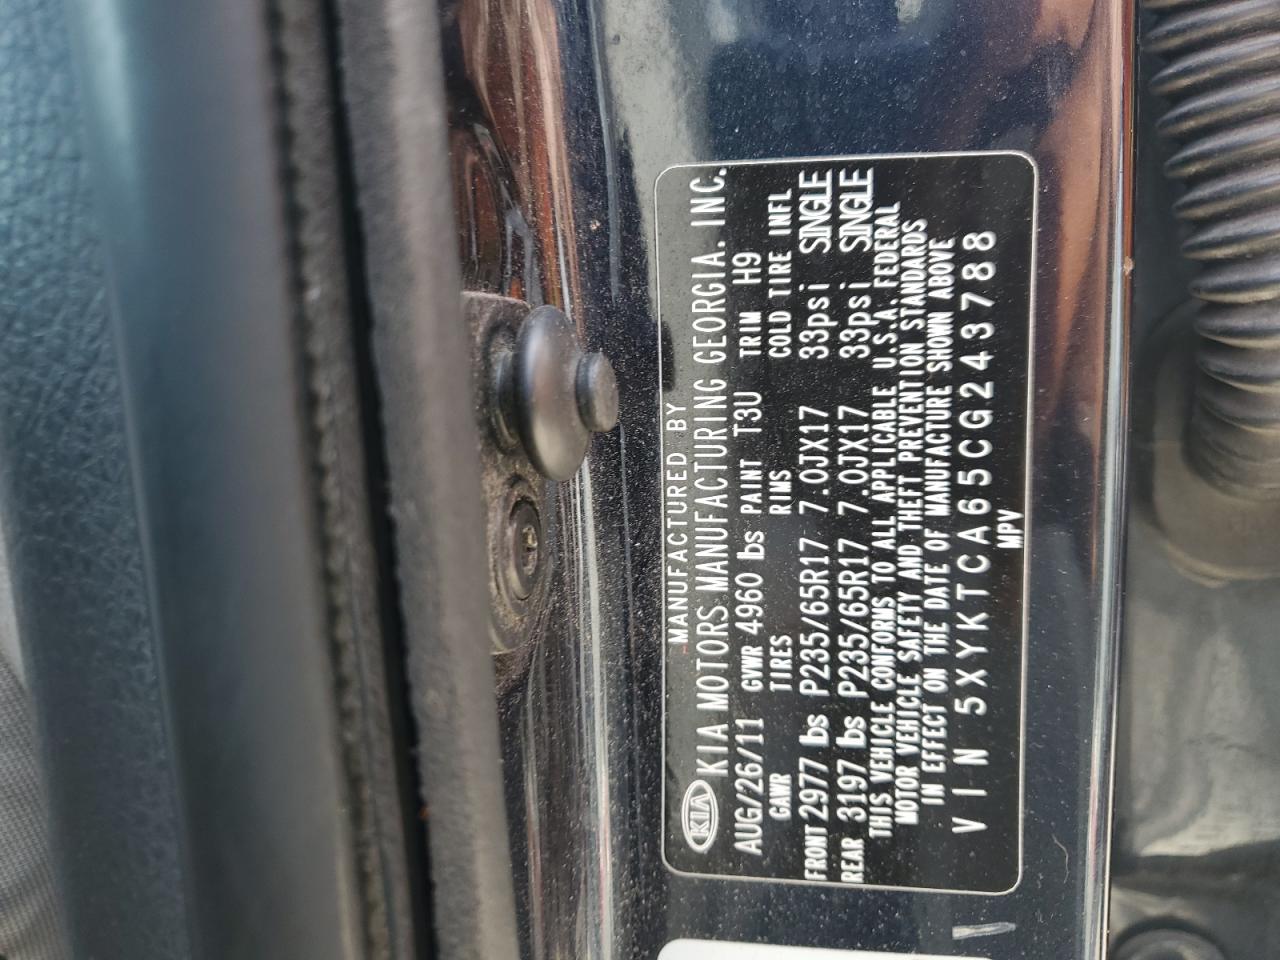 MANUFACTURED BY
KIA KIA MOTORS MANUFACTURING GEORGIA. INC.
AUG/26/11 GVWR 4960 lbs PAINT T3U TRIM H9
GAWR TIRES RIMS COLD TIRE INFL
FRONT 2977 lbs P235/65R17 7.0JX17 33psi SINGLE
REAR 3197 lbs P235/65R17 7.0JX17 33psi SINGLE
THIS VEHICLE CONFORMS TO ALL APPLICABLE U.S.A. FEDERAL
MOTOR VEHICLE SAFETY AND THEFT PREVENTION STANDARDS
IN EFFECT ON THE DATE OF MANUFACTURE SHOWN ABOVE
VIN 5XYKTCA65CG243788
MPV